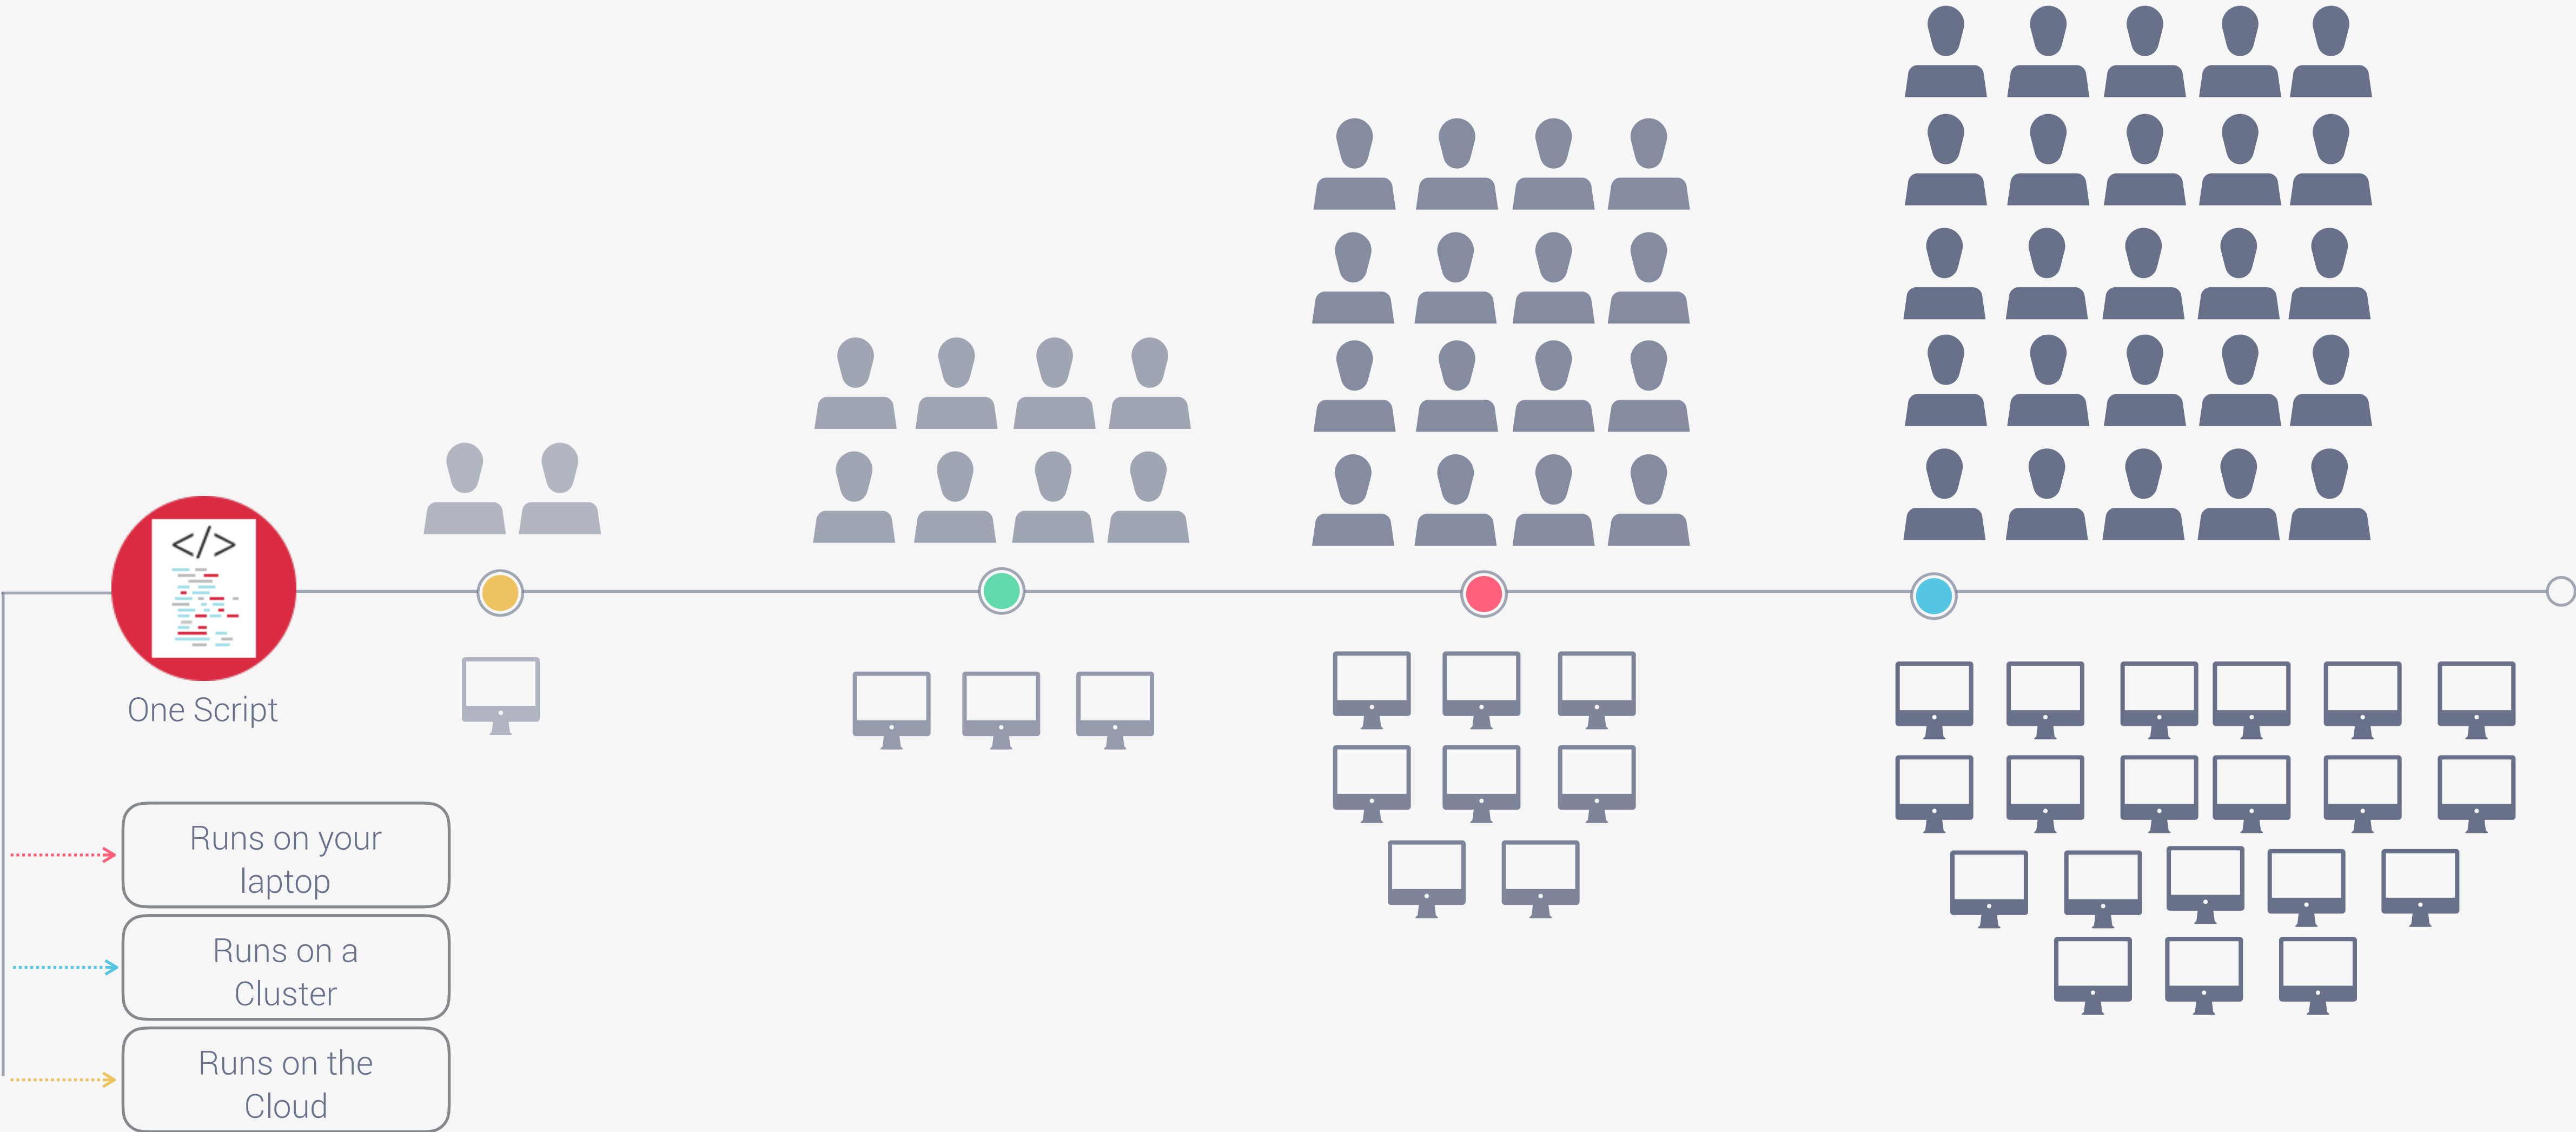 </>
One Script
Runs on your
laptop
Runs on a
Cluster
Runs on the
Cloud